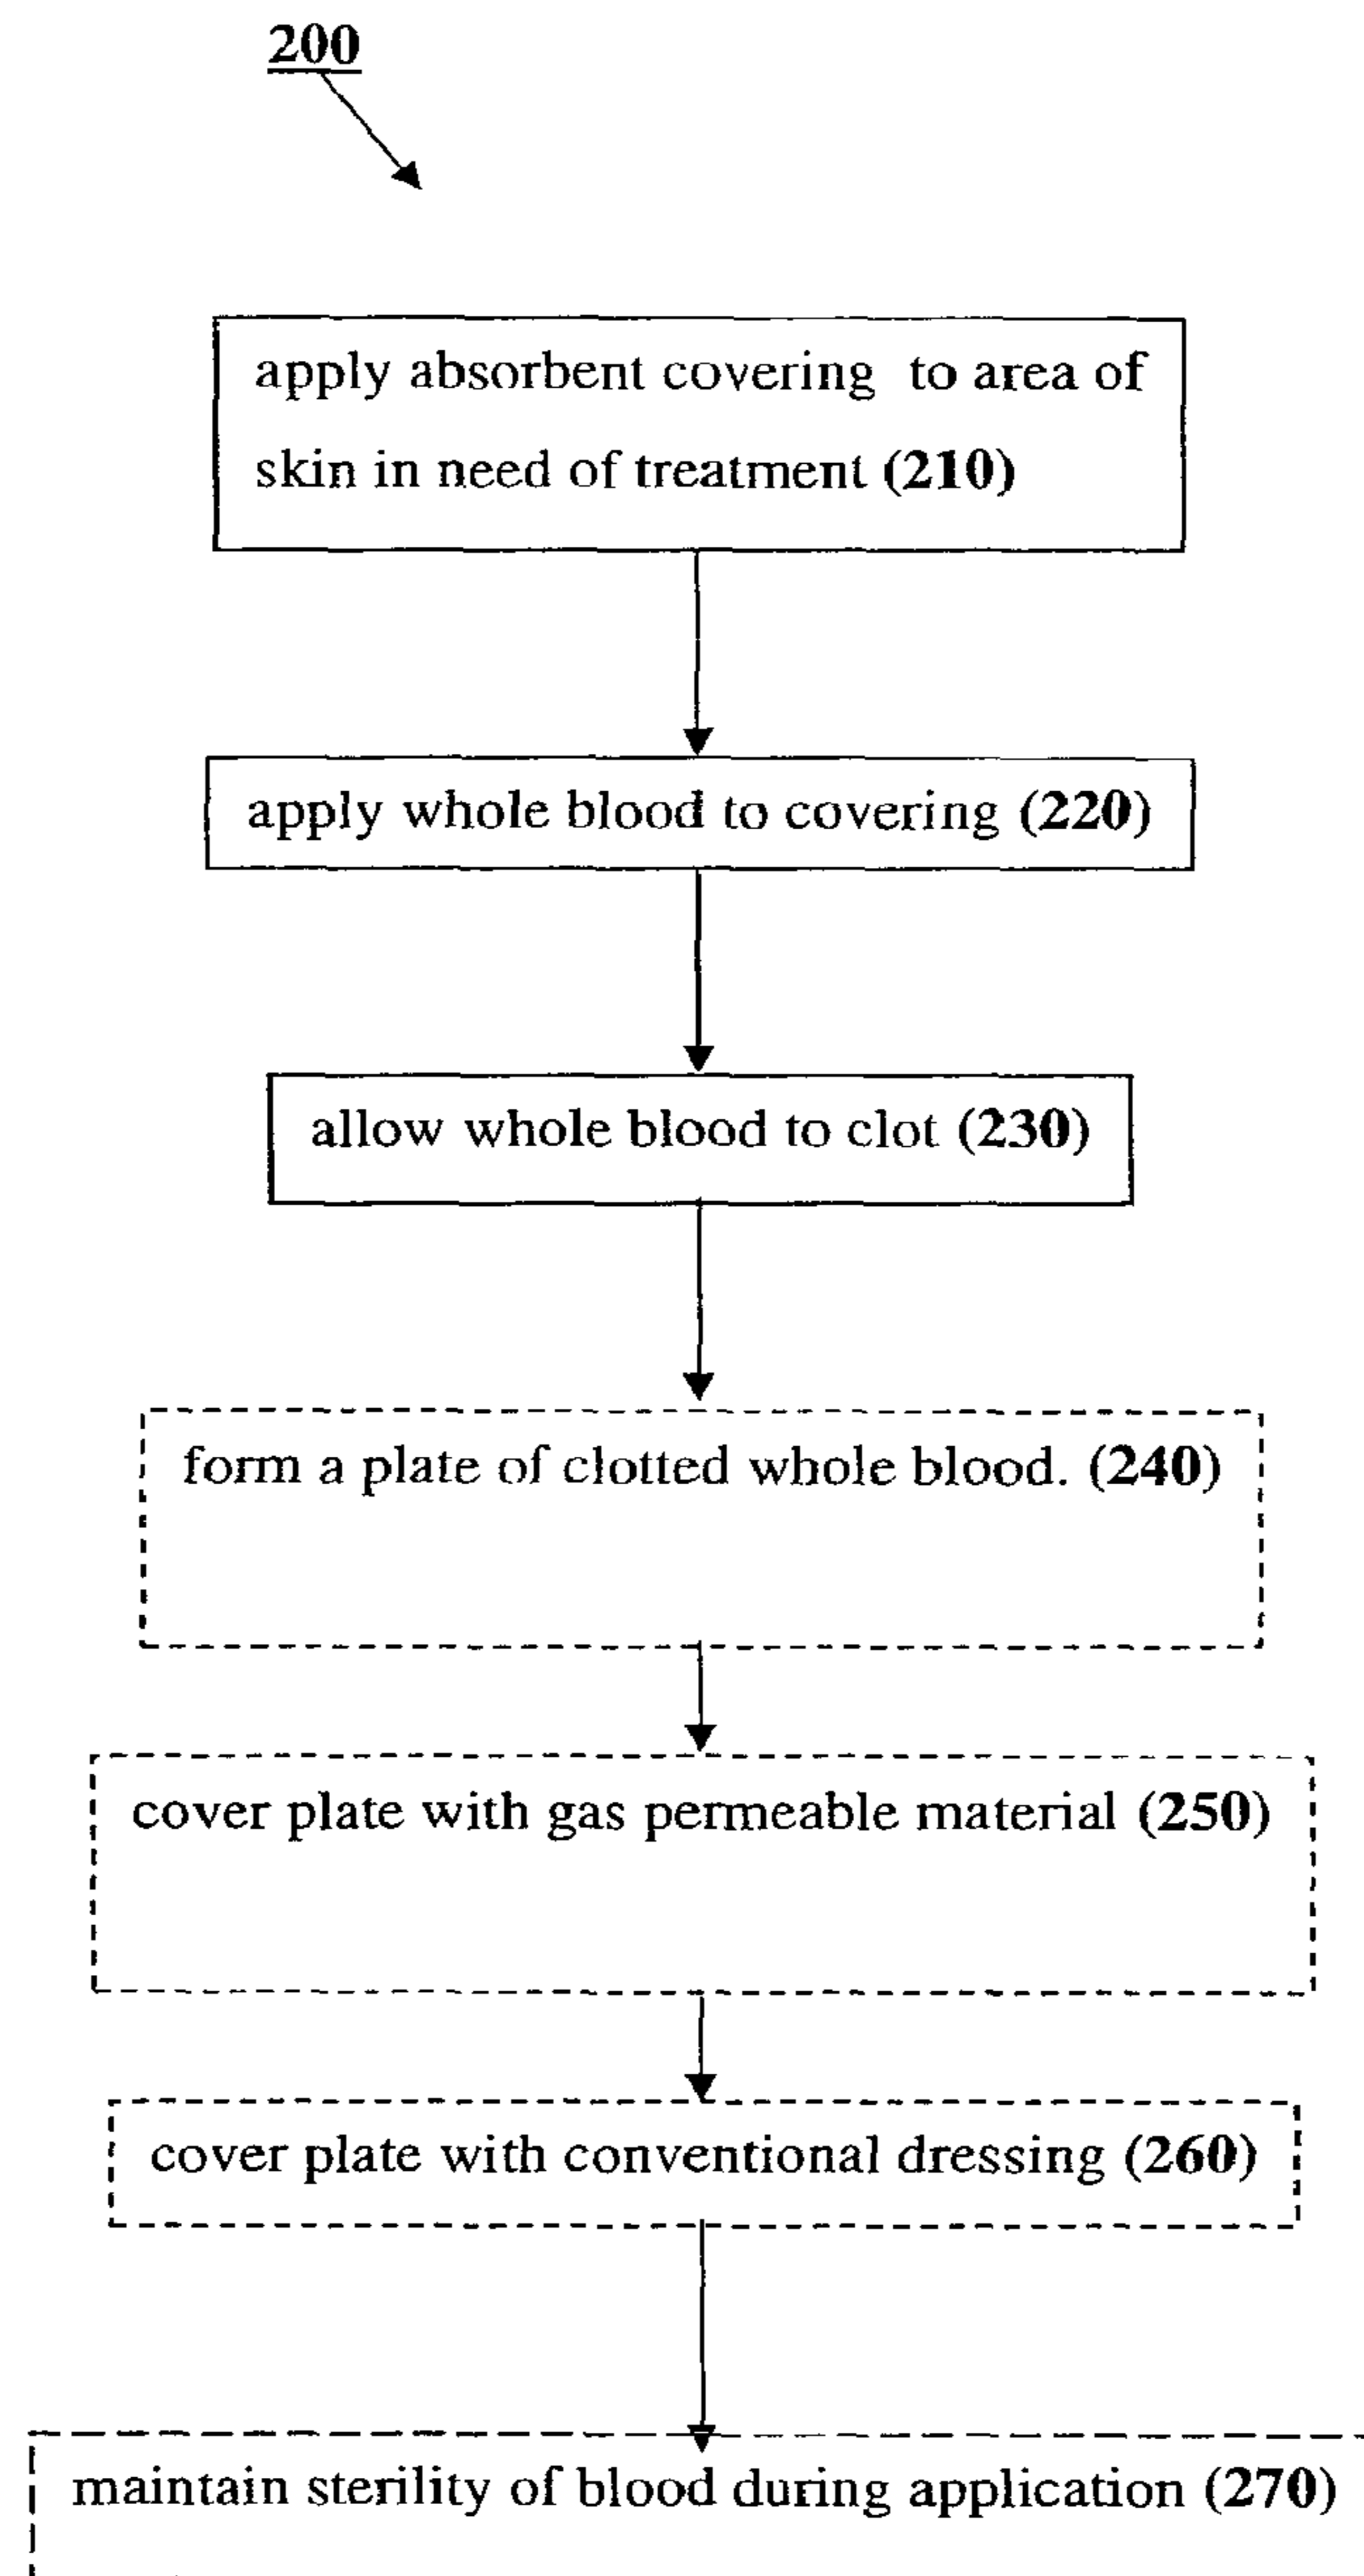 200
apply absorbent covering to area of
skin in need of treatment (210)
apply whole blood to covering (220)
allow whole blood to clot (230)
form a plate of clotted whole blood. (240)
cover plate with gas permeable material (250)
cover plate with conventional dressing (260)
maintain sterility of blood during application (270)